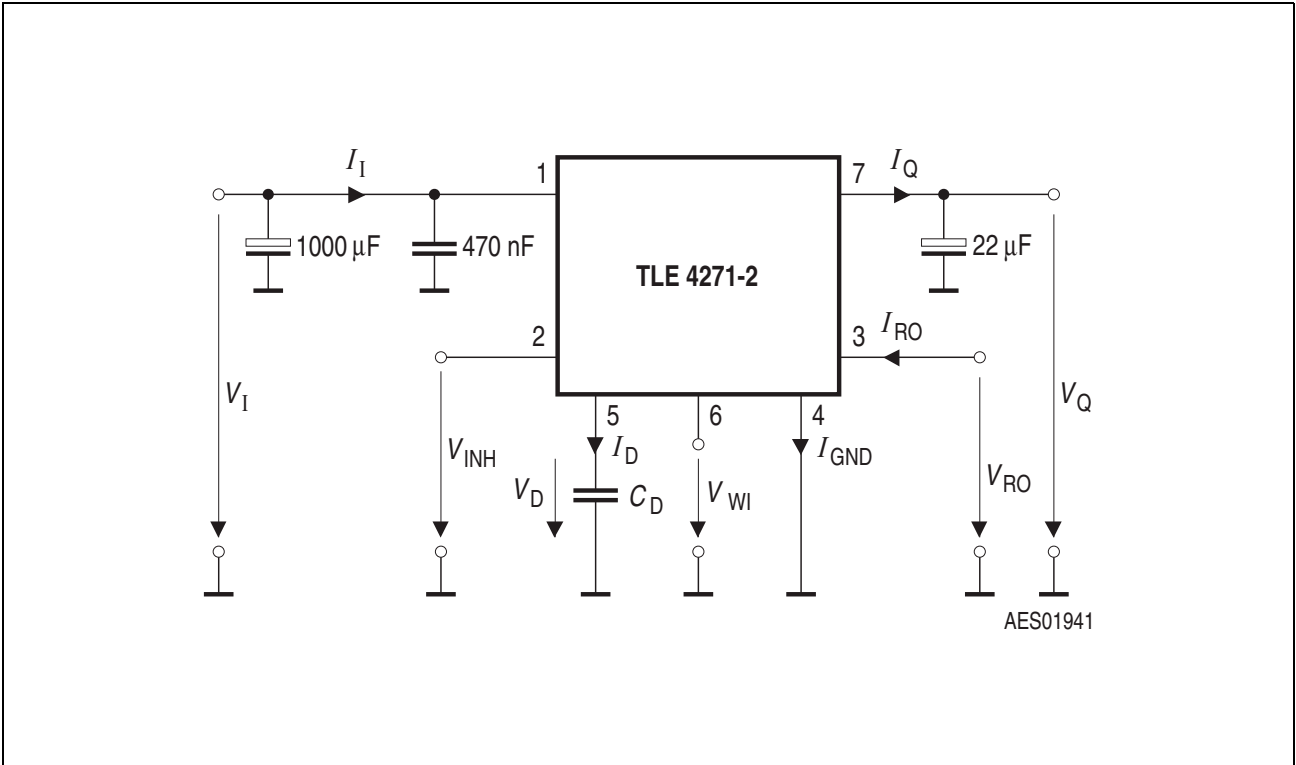 I_I
I_Q
1
7
1000 μF
470 nF
22 μF
TLE 4271-2
2
3
I_RO
V_I
V_Q
5
6
4
V_INH
I_D
I_GND
V_D
C_D
V_WI
V_RO
AES01941